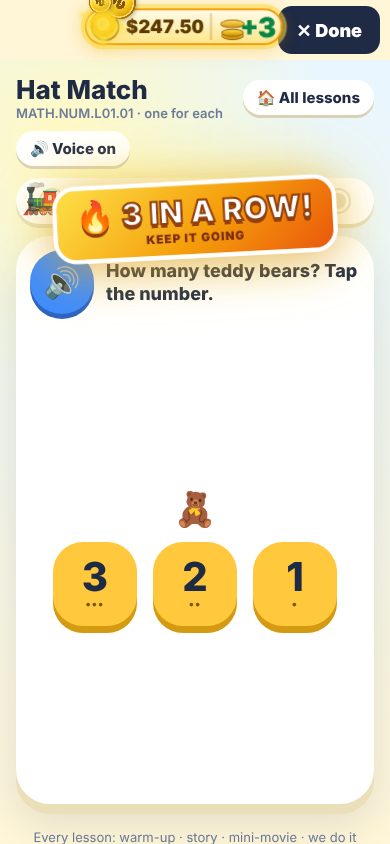 $247.50
+3
✕ Done
Hat Match
MATH.NUM.L01.01 · one for each
🏠 All lessons
🔊 Voice on
🔥 3 IN A ROW!
KEEP IT GOING
How many teddy bears? Tap
the number.
3 2 1
Every lesson: warm-up · story · mini-movie · we do it